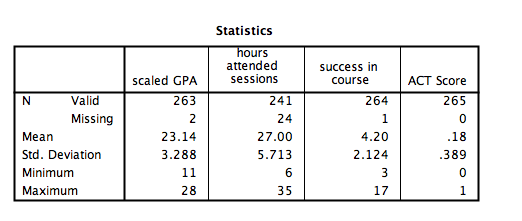 Statistics
scaled GPA hours attended sessions success in course ACT Score
N Valid 263 241 264 265
Missing 2 24 1 0
Mean 23.14 27.00 4.20 .18
Std. Deviation 3.288 5.713 2.124 .389
Minimum 11 6 3 0
Maximum 28 35 17 1